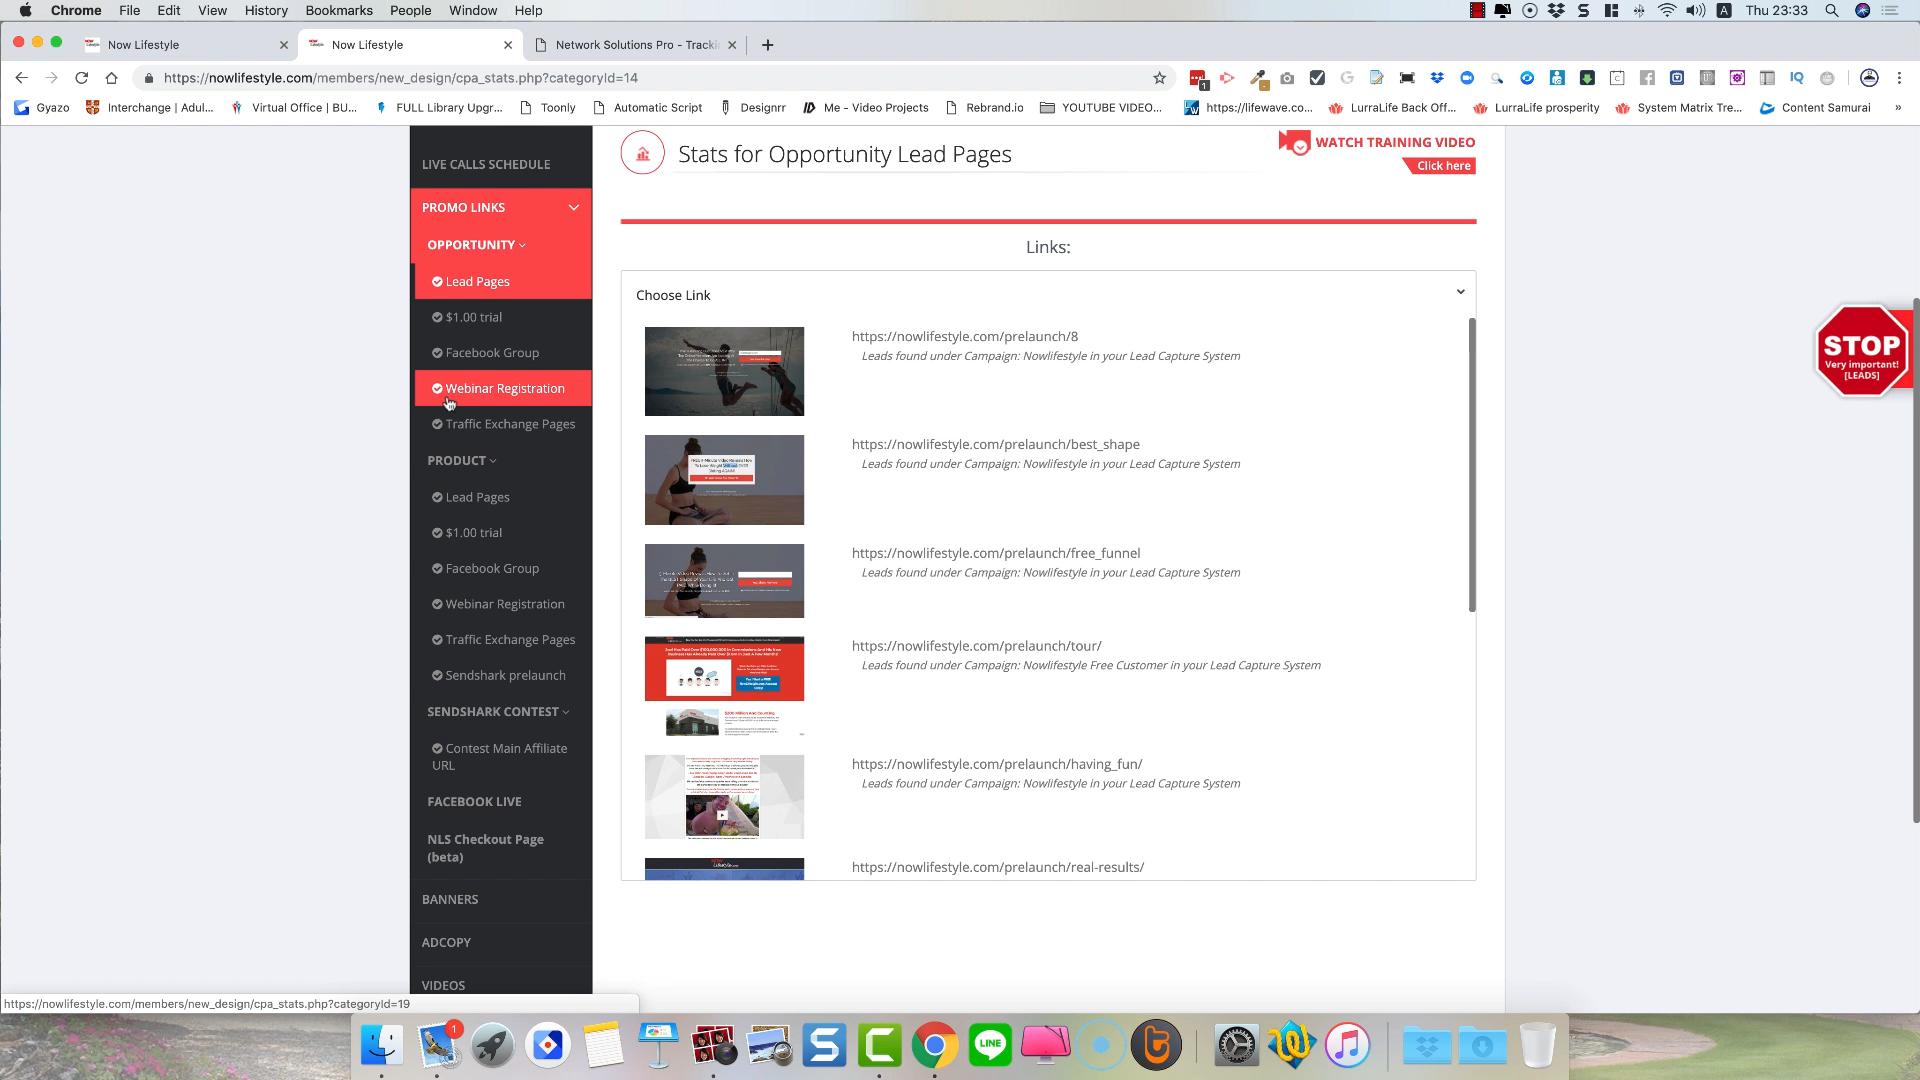 Chrome File Edit View History Bookmarks People Window Help
Thu 23:33
Now Lifestyle
Now Lifestyle
Network Solutions Pro - Tracki
https://nowlifestyle.com/members/new_design/cpa_stats.php?categoryId=14
Gyazo
Interchange | Adul...
Virtual Office | BU...
FULL Library Upgr...
Toonly
Automatic Script
Designrr
Me - Video Projects
Rebrand.io
YOUTUBE VIDEO...
https://lifewave.co...
LurraLife Back Off...
LurraLife prosperity
System Matrix Tre...
Content Samurai
»
LIVE CALLS SCHEDULE
PROMO LINKS
OPPORTUNITY
Lead Pages
$1.00 trial
Facebook Group
Webinar Registration
Traffic Exchange Pages
PRODUCT
Lead Pages
$1.00 trial
Facebook Group
Webinar Registration
Traffic Exchange Pages
Sendshark prelaunch
SENDSHARK CONTEST
Contest Main Affiliate
URL
FACEBOOK LIVE
NLS Checkout Page
(beta)
BANNERS
ADCOPY
VIDEOS
Stats for Opportunity Lead Pages
WATCH TRAINING VIDEO
Click here
Links:
Choose Link
https://nowlifestyle.com/prelaunch/8
Leads found under Campaign: Nowlifestyle in your Lead Capture System
https://nowlifestyle.com/prelaunch/best_shape
Leads found under Campaign: Nowlifestyle in your Lead Capture System
https://nowlifestyle.com/prelaunch/free_funnel
Leads found under Campaign: Nowlifestyle in your Lead Capture System
https://nowlifestyle.com/prelaunch/tour/
Leads found under Campaign: Nowlifestyle Free Customer in your Lead Capture System
https://nowlifestyle.com/prelaunch/having_fun/
Leads found under Campaign: Nowlifestyle in your Lead Capture System
https://nowlifestyle.com/prelaunch/real-results/
STOP
Very important!
[LEADS]
https://nowlifestyle.com/members/new_design/cpa_stats.php?categoryId=19
1
LINE